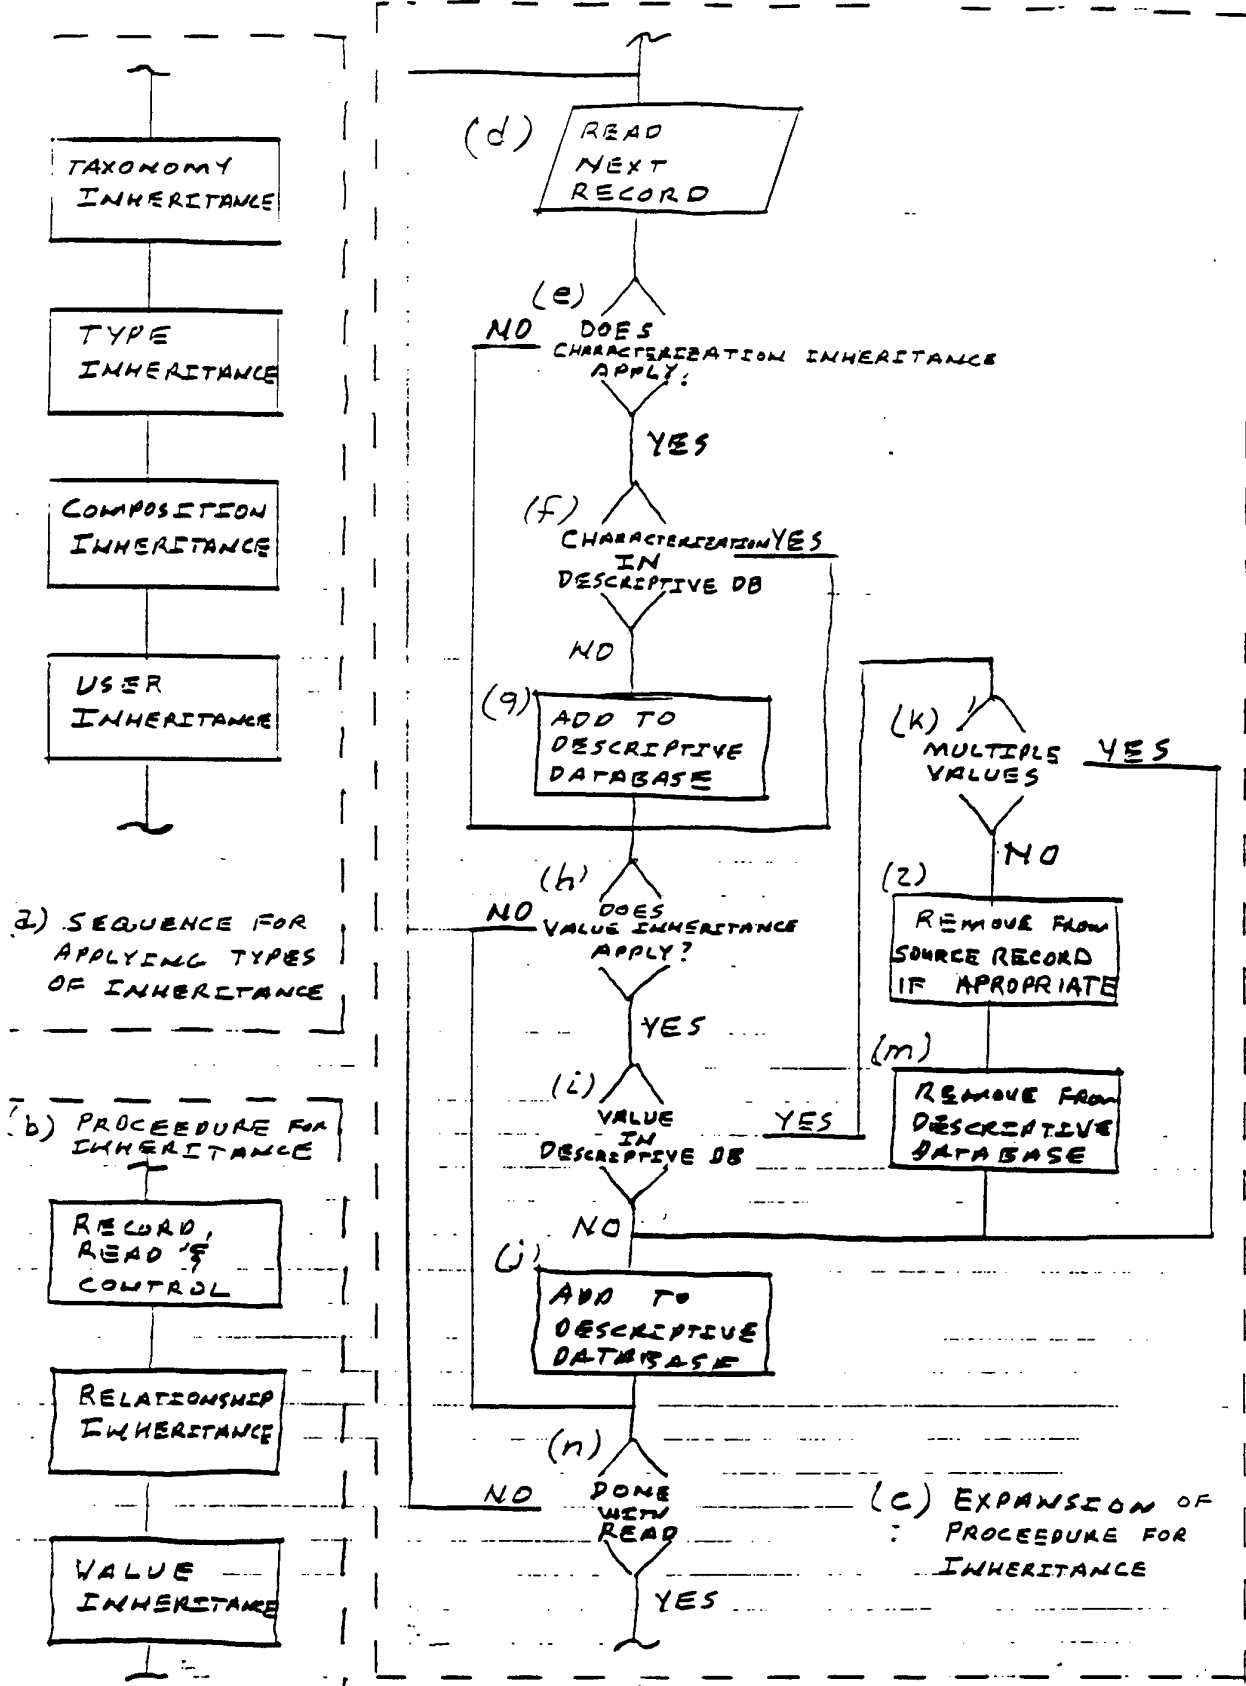 TAXONOMY
INHERITANCE
TYPE
INHERITANCE
COMPOSITION
INHERITANCE
USER
INHERITANCE
a) SEQUENCE FOR
APPLYING TYPES
OF INHERITANCE
(b) PROCEEDURE FOR
INHERITANCE
RECORD,
READ &
CONTROL
RELATIONSHIP
INHERITANCE
VALUE
INHERITANCE
(d)
READ
NEXT
RECORD
(e)
NO
DOES
CHARACTERIZATION INHERITANCE
APPLY?
YES
(f)
CHARACTERIZATION YES
IN
DESCRIPTIVE DB
NO
(g)
ADD TO
DESCRIPTIVE
DATABASE
(h)
NO
DOES
VALUE INHERITANCE
APPLY?
YES
(i)
VALUE
IN
DESCRIPTIVE DB
YES
NO
(j)
ADD TO
DESCRIPTIVE
DATABASE
(k)
MULTIPLE
VALUES
YES
NO
(l)
REMOVE FROM
SOURCE RECORD
IF APROPRIATE
(m)
REMOVE FROM
DESCRIPTIVE
DATABASE
(n)
NO
DONE
WITH
READ
YES
(c) EXPANSION OF
PROCEEDURE FOR
INHERITANCE